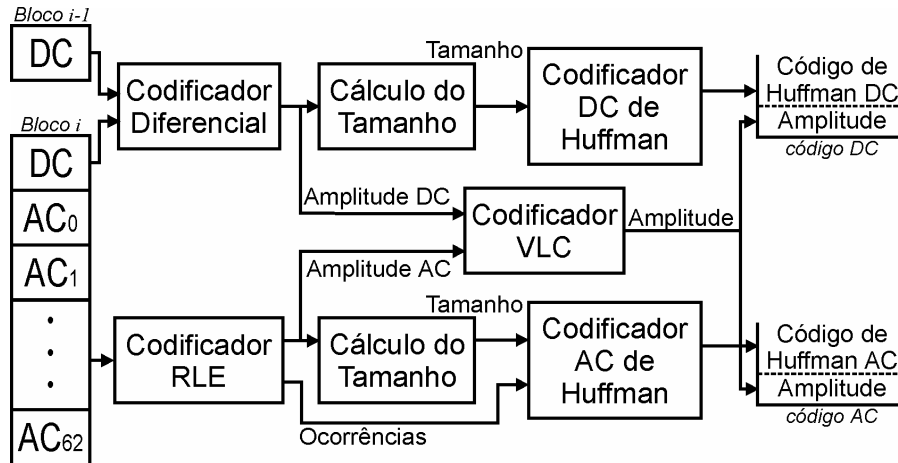 Bloco i-1
DC
Bloco i
DC
AC0
AC1
AC62
Codificador
Diferencial
Cálculo do
Tamanho
Tamanho
Codificador
DC de
Huffman
Código de
Huffman DC
Amplitude
código DC
Amplitude DC
Codificador
VLC
Amplitude
Amplitude AC
Codificador
RLE
Cálculo do
Tamanho
Tamanho
Codificador
AC de
Huffman
Ocorrências
Código de
Huffman AC
Amplitude
código AC